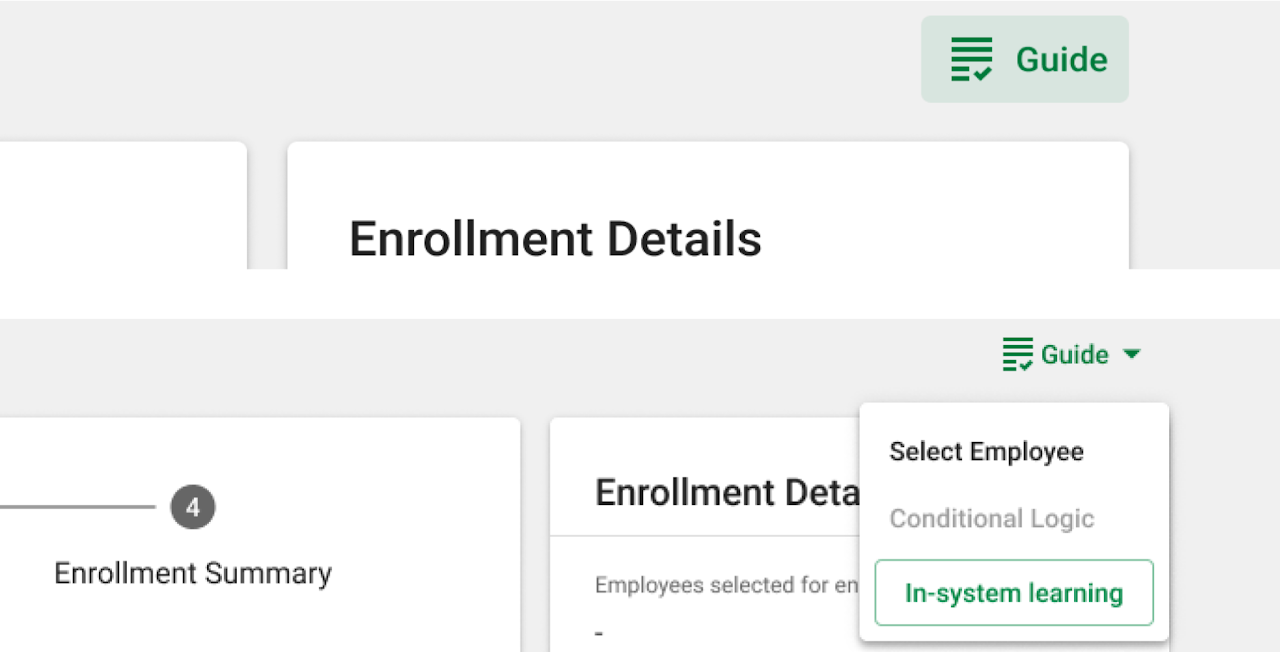 Guide
Enrollment Details
Guide
Select Employee
Enrollment Deta
Conditional Logic
4
Enrollment Summary
Employees selected for en
In-system learning
-